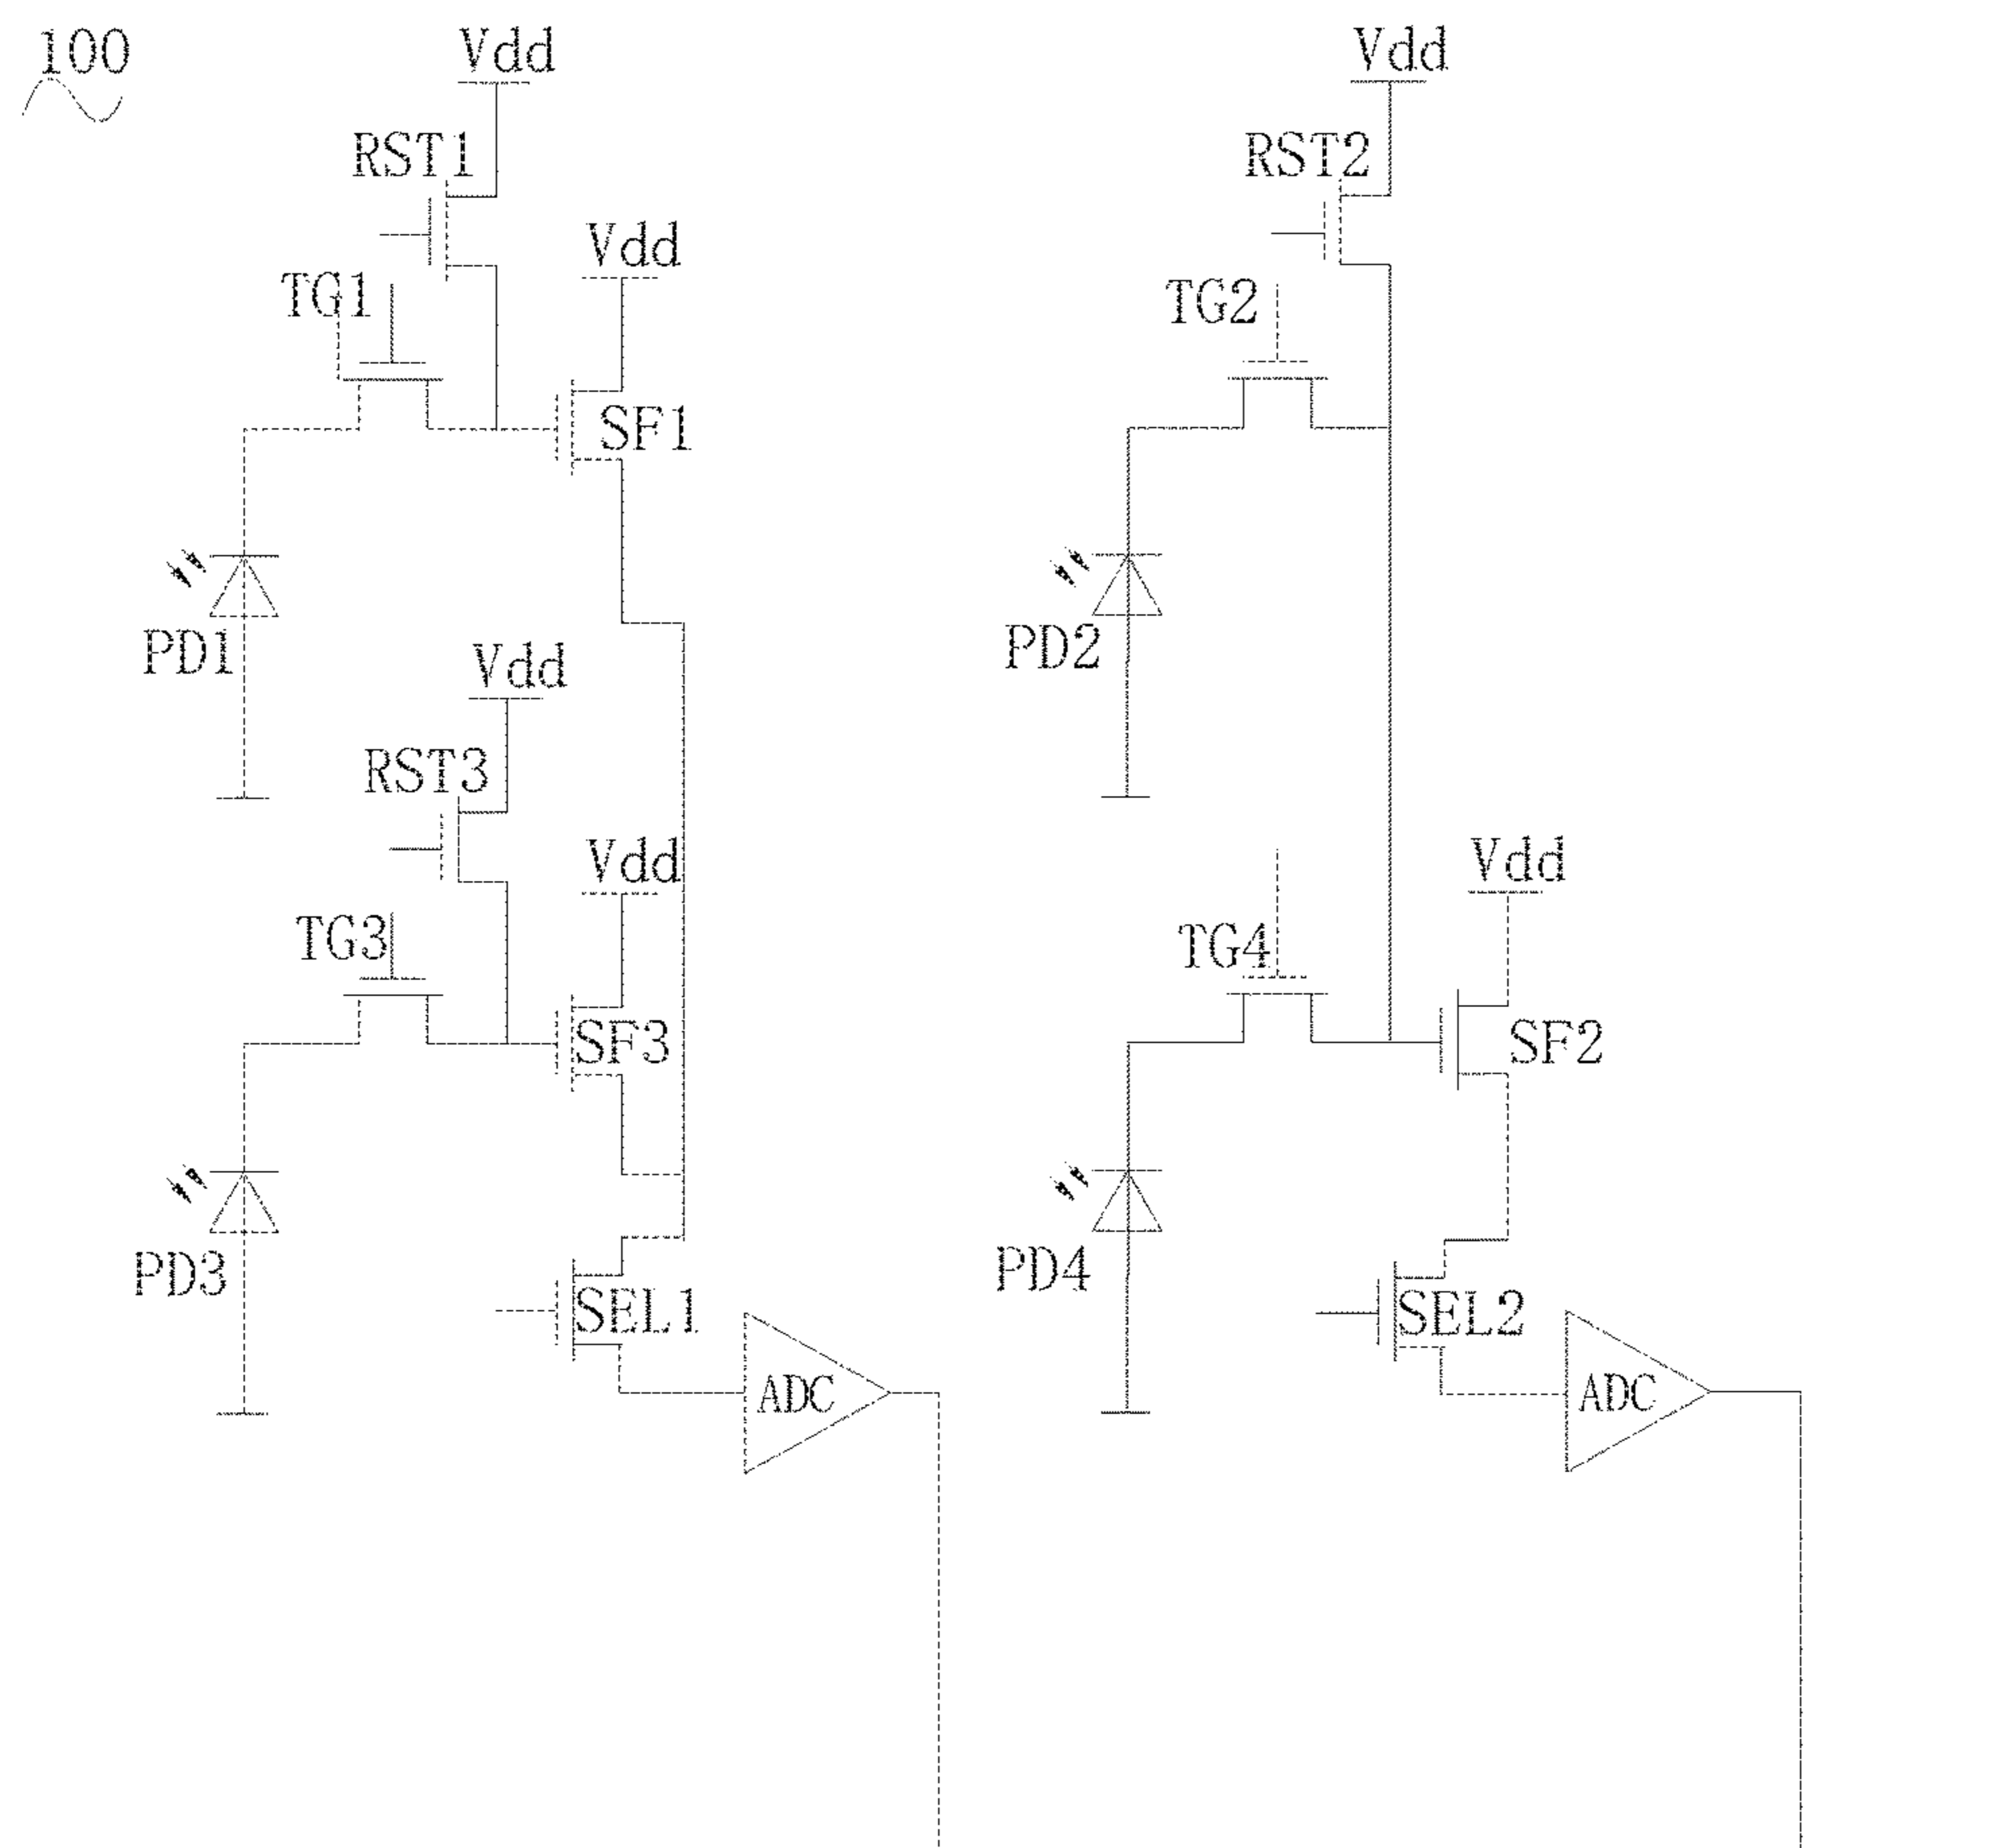 100
Vdd
Vdd
RST1
RST2
Vdd
TG1
TG2
SF1
PD1
PD2
Vdd
RST3
Vdd
Vdd
TG3
TG4
SF3
SF2
PD3
PD4
SEL1
SEL2
ADC
ADC